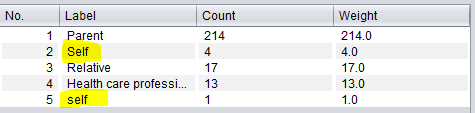 No. Label Count Weight
1 Parent 214 214.0
2 Self 4 4.0
3 Relative 17 17.0
4 Health care professi... 13 13.0
5 self 1 1.0